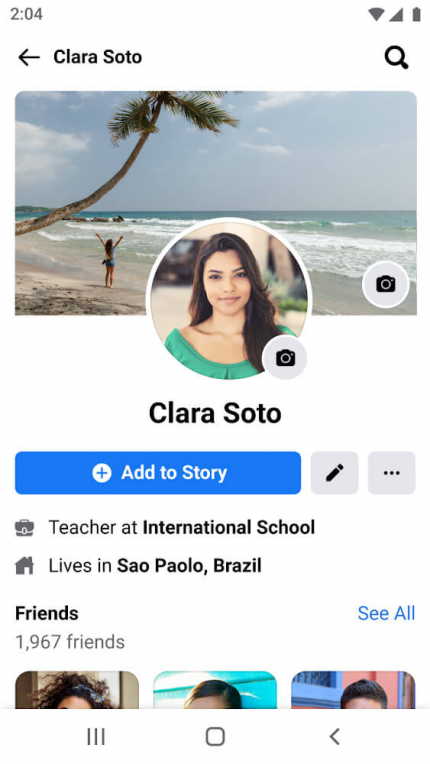 2:04
Clara Soto
Clara Soto
Add to Story
Teacher at International School
Lives in Sao Paolo, Brazil
Friends See All
1,967 friends